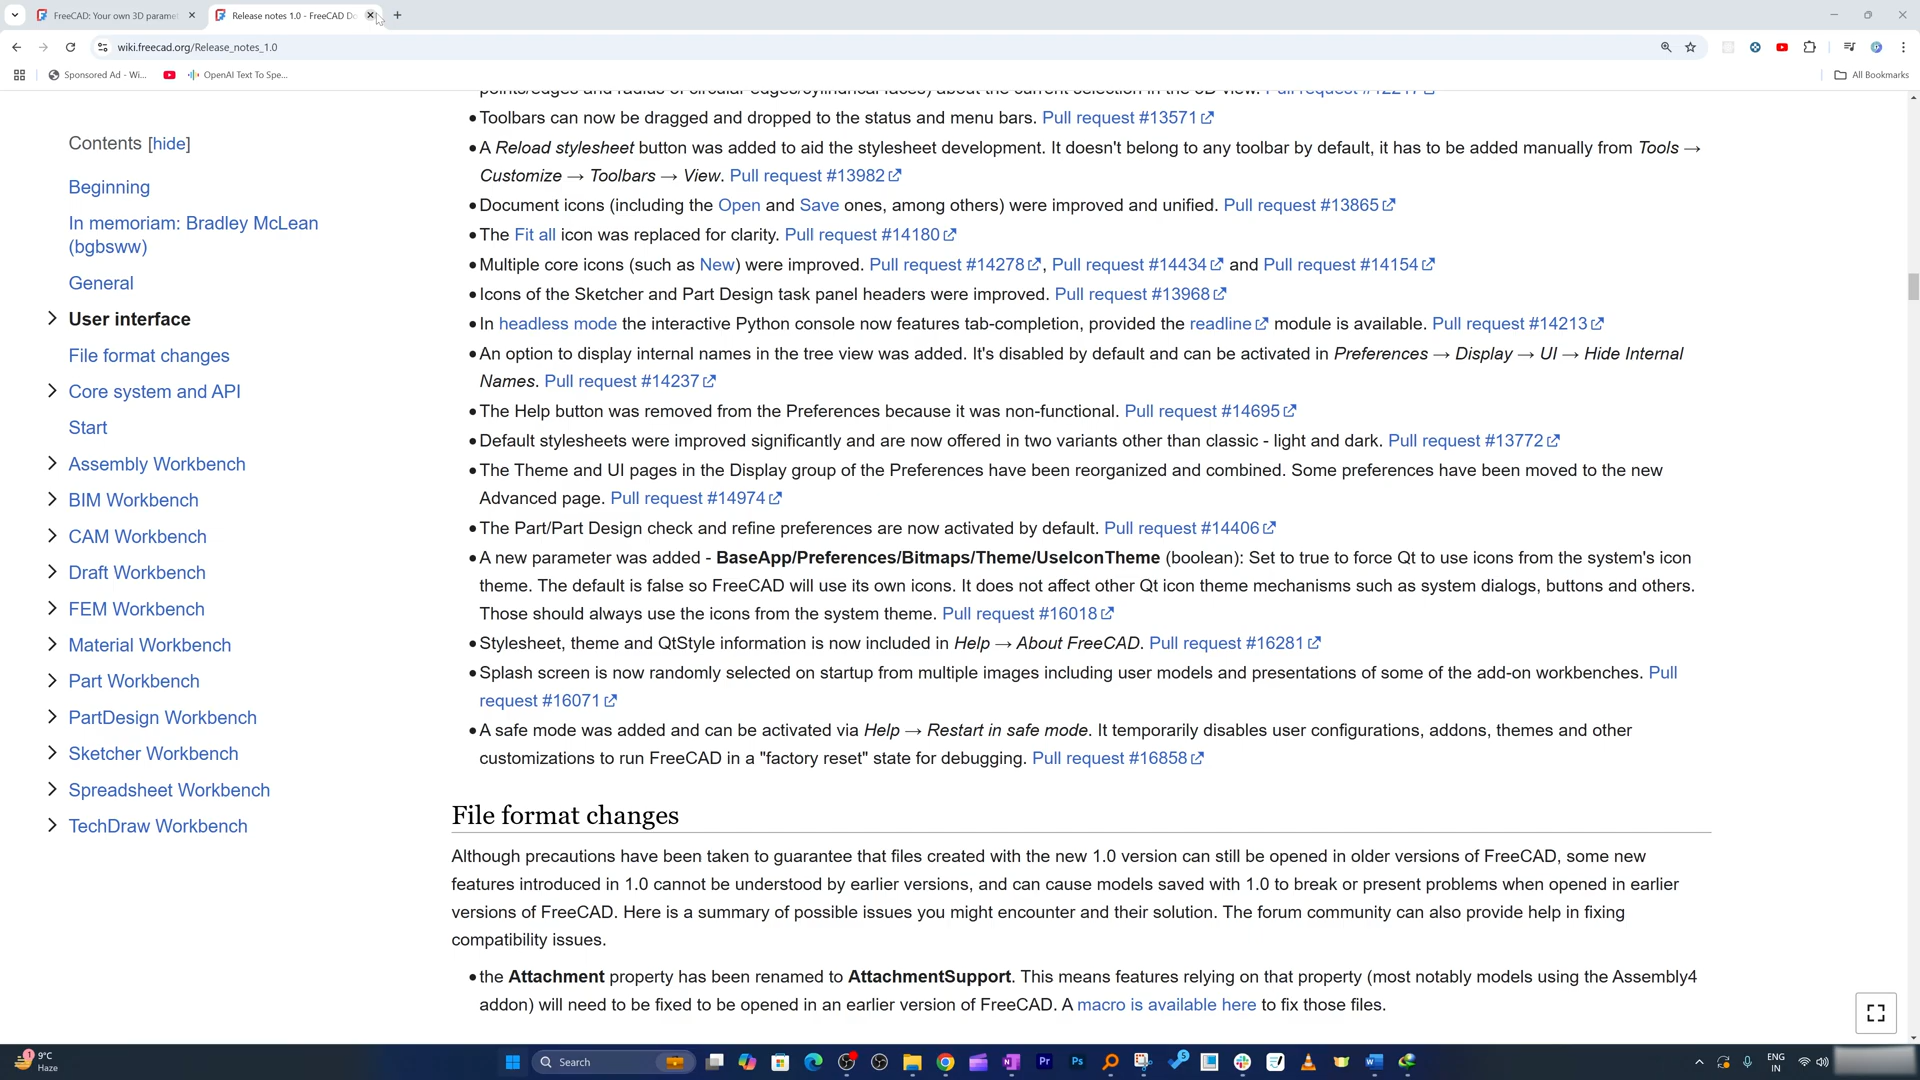 FreeCAD: Your own 3D paramet
Release notes 1.0 - FreeCAD Do
wiki.freecad.org/Release_notes_1.0
Sponsored Ad - Wi...
OpenAI Text To Spe...
All Bookmarks
Contents [hide]
Beginning
In memoriam: Bradley McLean
(bgbsww)
General
User interface
File format changes
Core system and API
Start
Assembly Workbench
BIM Workbench
CAM Workbench
Draft Workbench
FEM Workbench
Material Workbench
Part Workbench
PartDesign Workbench
Sketcher Workbench
Spreadsheet Workbench
TechDraw Workbench
points/edges and radius of circular edges/cylindrical faces) about the current selection in the 3D view. Pull request
• Toolbars can now be dragged and dropped to the status and menu bars. Pull request #13571
• A Reload stylesheet button was added to aid the stylesheet development. It doesn't belong to any toolbar by default, it has to be added manually from Tools →
Customize → Toolbars → View. Pull request #13982
• Document icons (including the Open and Save ones, among others) were improved and unified. Pull request #13865
• The Fit all icon was replaced for clarity. Pull request #14180
• Multiple core icons (such as New) were improved. Pull request #14278, Pull request #14434 and Pull request #14154
• Icons of the Sketcher and Part Design task panel headers were improved. Pull request #13968
• In headless mode the interactive Python console now features tab-completion, provided the readline module is available. Pull request #14213
• An option to display internal names in the tree view was added. It's disabled by default and can be activated in Preferences → Display → UI → Hide Internal
Names. Pull request #14237
• The Help button was removed from the Preferences because it was non-functional. Pull request #14695
• Default stylesheets were improved significantly and are now offered in two variants other than classic - light and dark. Pull request #13772
• The Theme and UI pages in the Display group of the Preferences have been reorganized and combined. Some preferences have been moved to the new
Advanced page. Pull request #14974
• The Part/Part Design check and refine preferences are now activated by default. Pull request #14406
• A new parameter was added - BaseApp/Preferences/Bitmaps/Theme/UseIconTheme (boolean): Set to true to force Qt to use icons from the system's icon
theme. The default is false so FreeCAD will use its own icons. It does not affect other Qt icon theme mechanisms such as system dialogs, buttons and others.
Those should always use the icons from the system theme. Pull request #16018
• Stylesheet, theme and QtStyle information is now included in Help → About FreeCAD. Pull request #16281
• Splash screen is now randomly selected on startup from multiple images including user models and presentations of some of the add-on workbenches. Pull
request #16071
• A safe mode was added and can be activated via Help → Restart in safe mode. It temporarily disables user configurations, addons, themes and other
customizations to run FreeCAD in a "factory reset" state for debugging. Pull request #16858
File format changes
Although precautions have been taken to guarantee that files created with the new 1.0 version can still be opened in older versions of FreeCAD, some new
features introduced in 1.0 cannot be understood by earlier versions, and can cause models saved with 1.0 to break or present problems when opened in earlier
versions of FreeCAD. Here is a summary of possible issues you might encounter and their solution. The forum community can also provide help in fixing
compatibility issues.
• the Attachment property has been renamed to AttachmentSupport. This means features relying on that property (most notably models using the Assembly4
addon) will need to be fixed to be opened in an earlier version of FreeCAD. A macro is available here to fix those files.
1
9°C
Haze
Search
Pr
Ps
5
ENG
IN